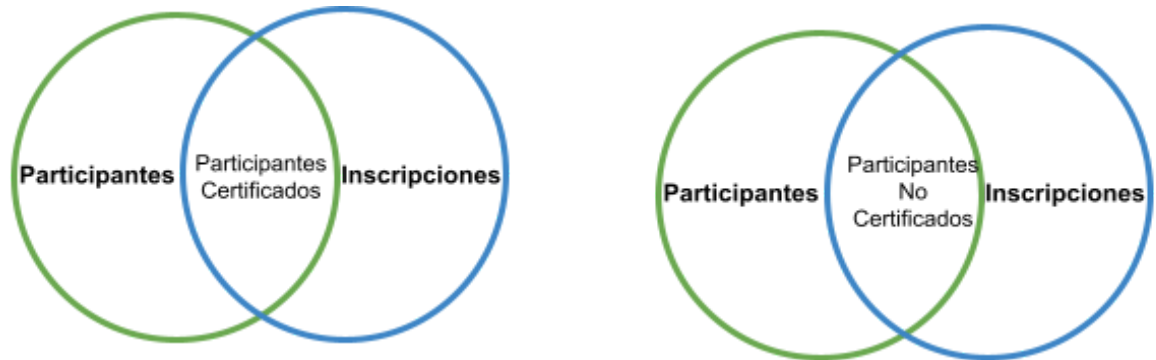 Participantes
Participantes
Certificados
Inscripciones
Participantes
Participantes
No
Certificados
Inscripciones